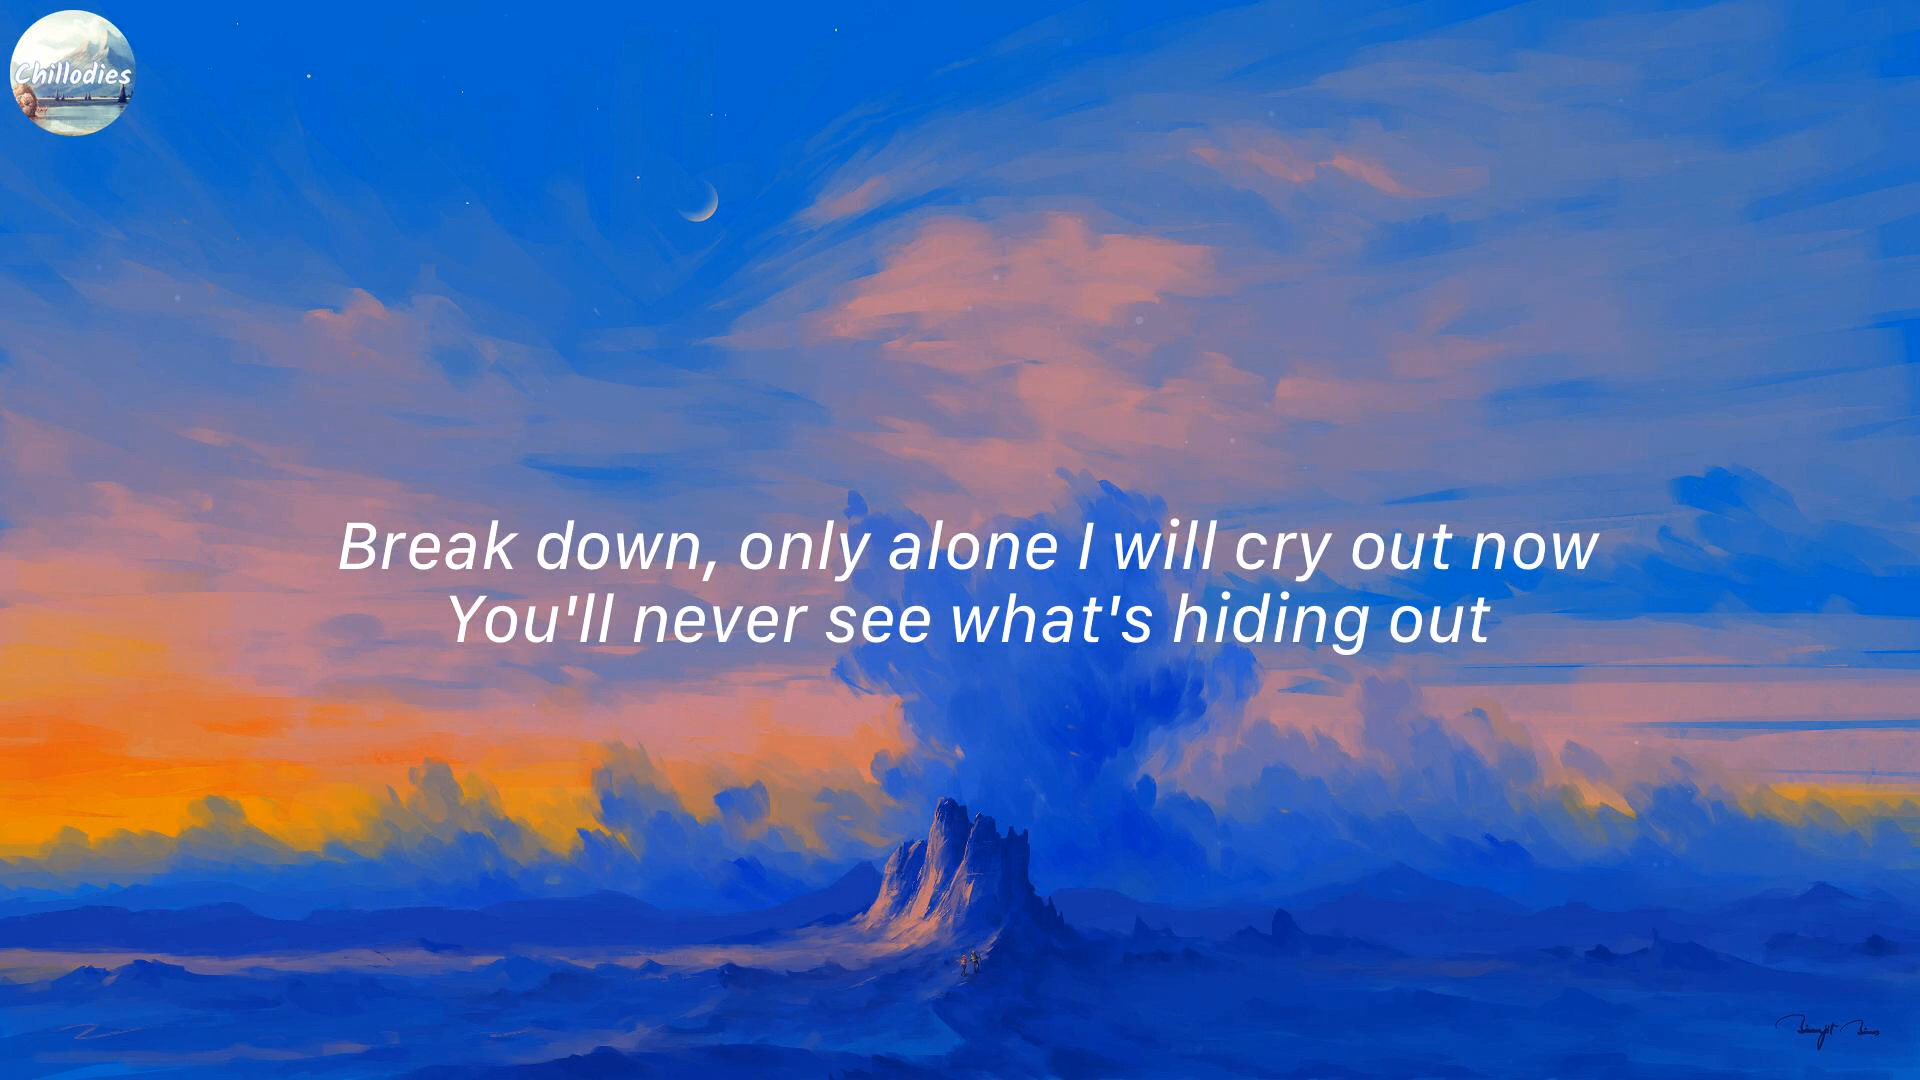 Chillodies
Break down, only alone I will cry out now
You'll never see what's hiding out